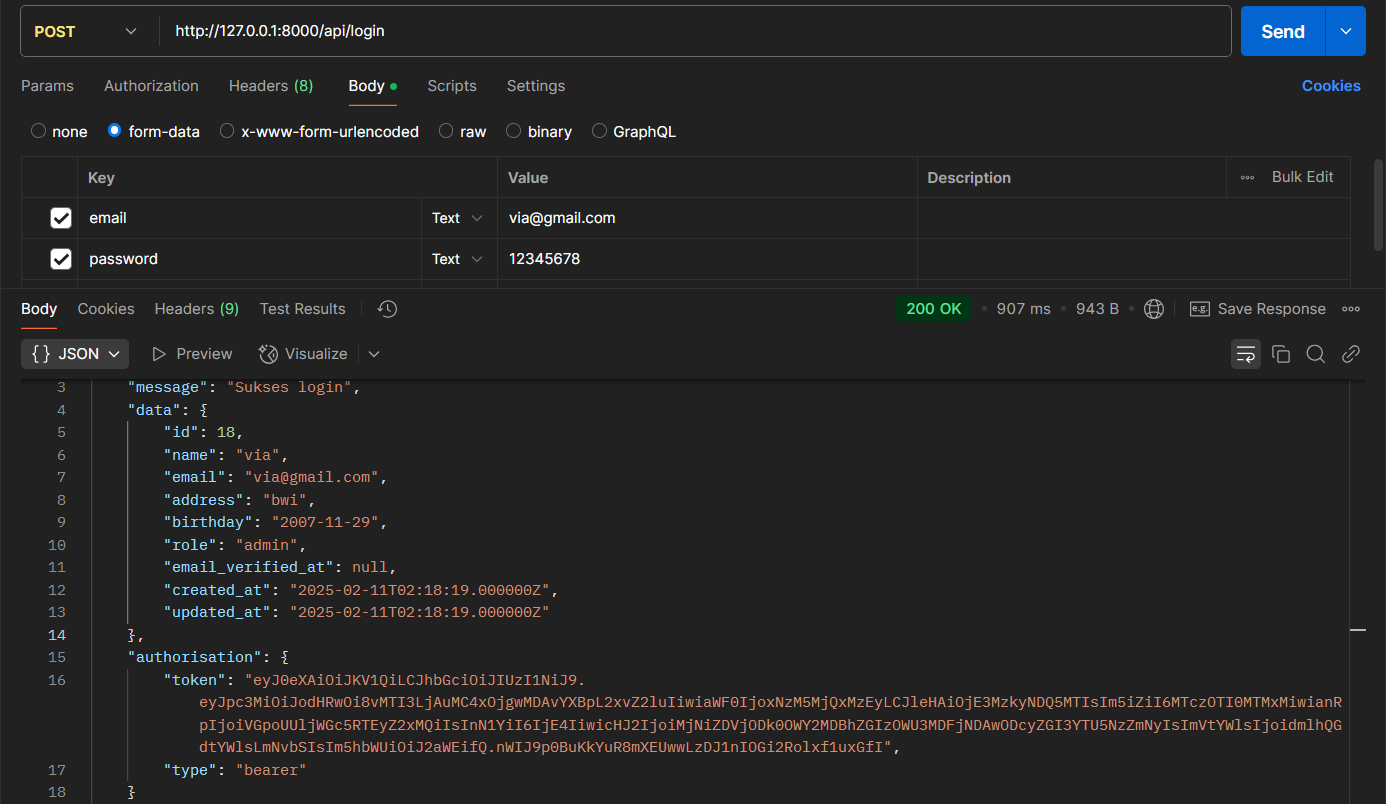 POST http://127.0.0.1:8000/api/login Send
Params Authorization Headers (8) Body Scripts Settings Cookies
none form-data x-www-form-urlencoded raw binary GraphQL
Key Value Description Bulk Edit
email Text via@gmail.com
password Text 12345678
Body Cookies Headers (9) Test Results 200 OK 907 ms 943 B e.g. Save Response
{} JSON Preview Visualize
3 "message": "Sukses login",
4 "data": {
5 "id": 18,
6 "name": "via",
7 "email": "via@gmail.com",
8 "address": "bwi",
9 "birthday": "2007-11-29",
10 "role": "admin",
11 "email_verified_at": null,
12 "created_at": "2025-02-11T02:18:19.000000Z",
13 "updated_at": "2025-02-11T02:18:19.000000Z"
14 },
15 "authorisation": {
16 "token": "eyJ0eXAiOiJKV1QiLCJhbGciOiJIUzI1NiJ9.
eyJpc3MiOiJodHRwOi8vMTI3LjAuMC4xOjgwMDAvYXBpL2xvZ2luIiwiaWF0IjoxNzM5MjQxMzEyLCJleHAiOjE3MzkyNDQ5MTIsIm5iZiI6MTczOTI0MTMxMiwianR
pIjoiVGpoUUljWGc5RTEyZ2xMQiIsInN1YiI6IjE4IiwicHJ2IjoiMjNiZDVjODk0OWY2MDBhZGIzOWU3MDFjNDAwODcyZGI3YTU5NzZmNyIsImVtYWlsIjoidmlhQG
dtYWlsLmNvbSIsIm5hbWUiOiJ2aWEifQ.nWIJ9p0BuKkYuR8mXEUwwLzDJ1nIOGi2Rolxf1uxGfI",
17 "type": "bearer"
18 }